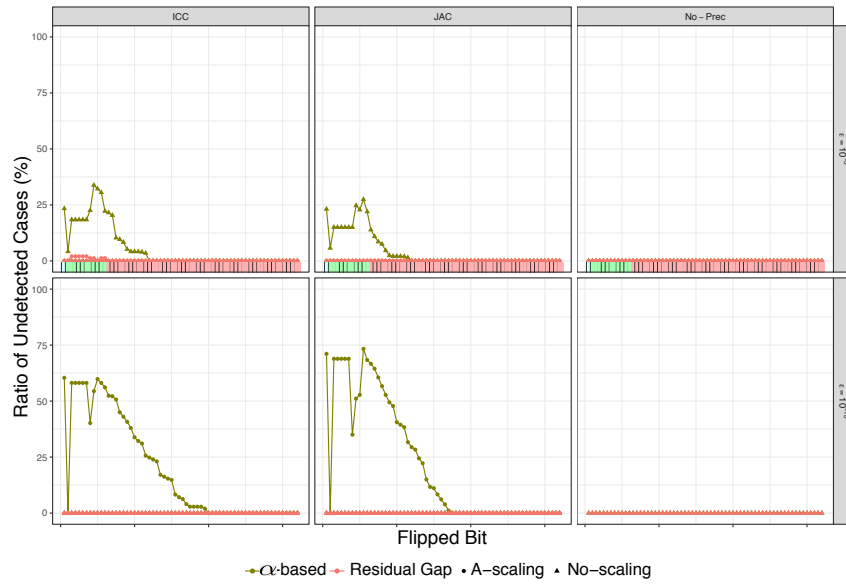 ICC JAC No - Prec
100
75
50
25
0
100
75
50
25
0
Ratio of Undetected Cases (%)
Flipped Bit
α-based Residual Gap A-scaling No-scaling